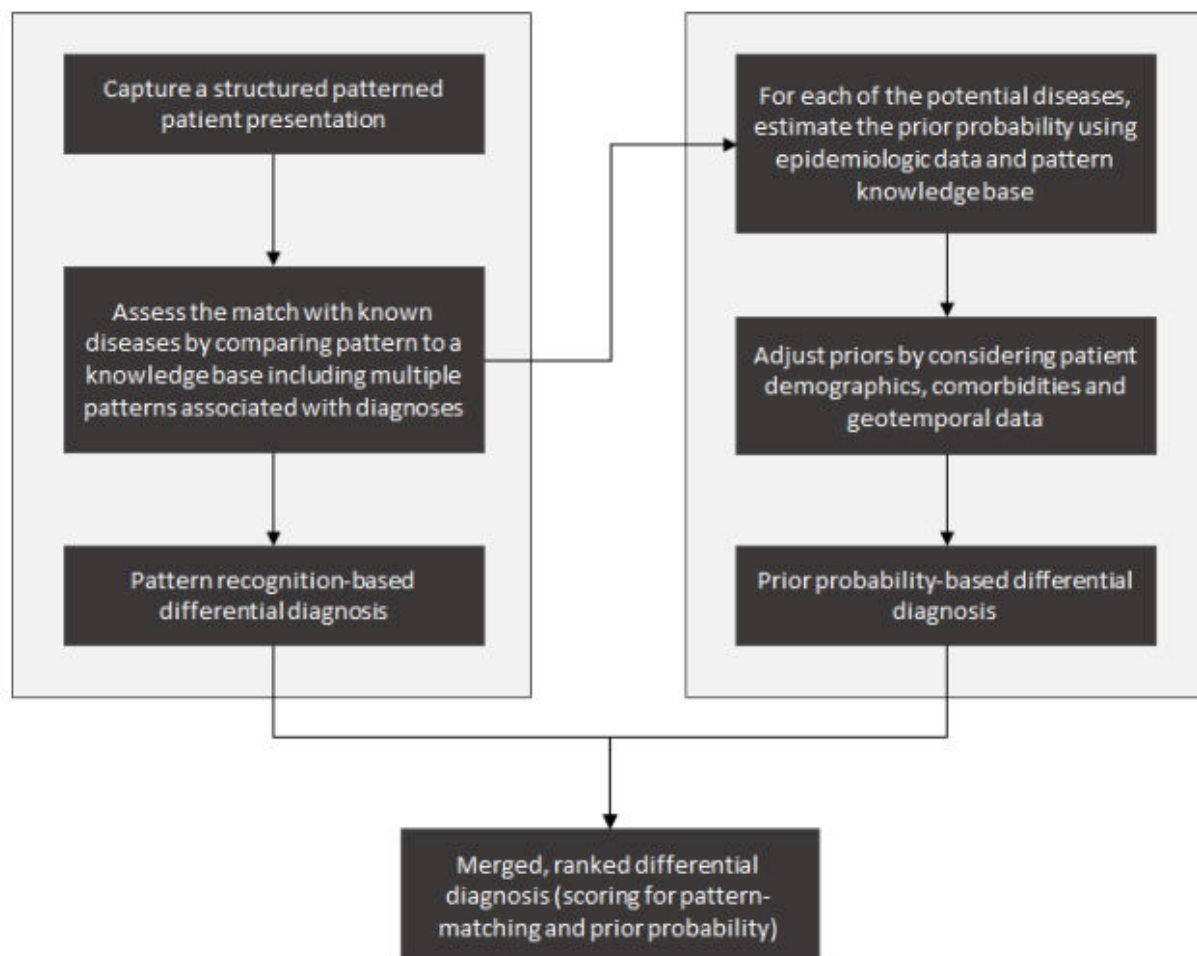 Capture a structured patterned
patient presentation
Assess the match with known
diseases by comparing pattern to a
knowledge base including multiple
patterns associated with diagnoses
Pattern recognition-based
differential diagnosis
For each of the potential diseases,
estimate the prior probability using
epidemiologic data and pattern
knowledge base
Adjust priors by considering patient
demographics, comorbidities and
geotemporal data
Prior probability-based differential
diagnosis
Merged, ranked differential
diagnosis (scoring for pattern-
matching and prior probability)